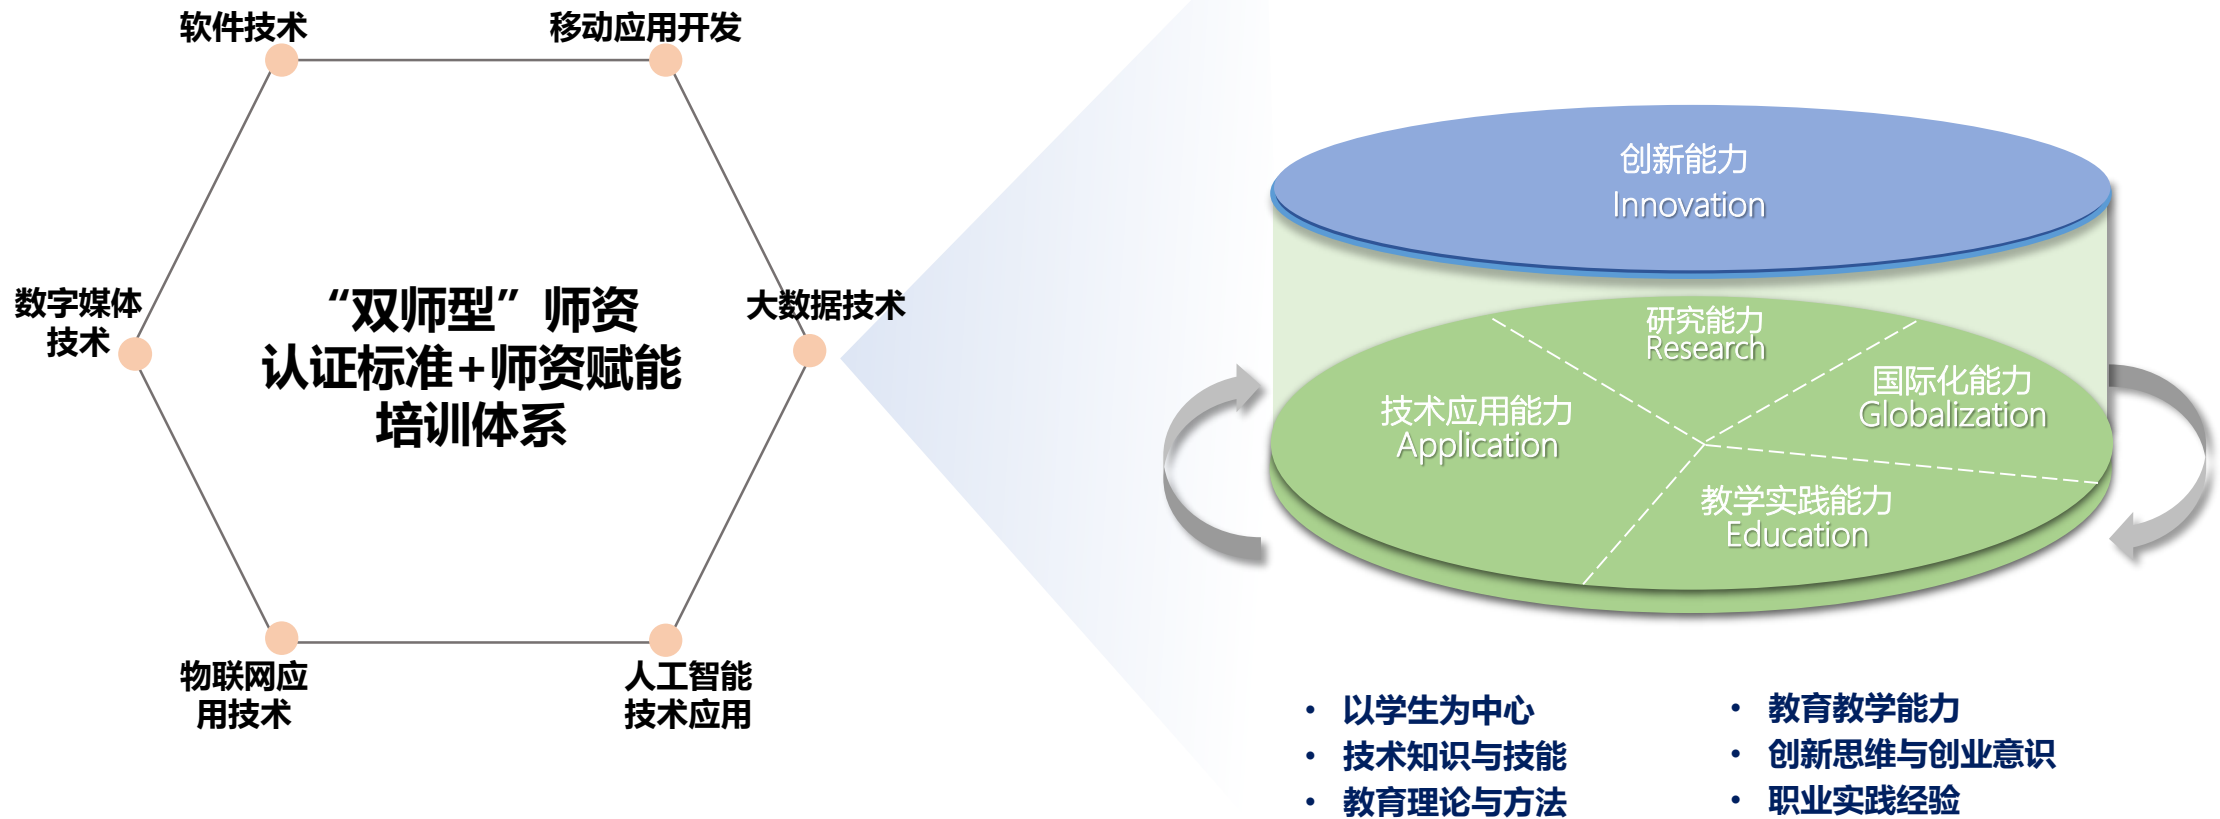 软件技术
移动应用开发
数字媒体
技术
“双师型”师资
认证标准+师资赋能
培训体系
大数据技术
物联网应
用技术
人工智能
技术应用
创新能力
Innovation
研究能力
Research
国际化能力
Globalization
技术应用能力
Application
教学实践能力
Education
• 以学生为中心
• 技术知识与技能
• 教育理论与方法
• 教育教学能力
• 创新思维与创业意识
• 职业实践经验